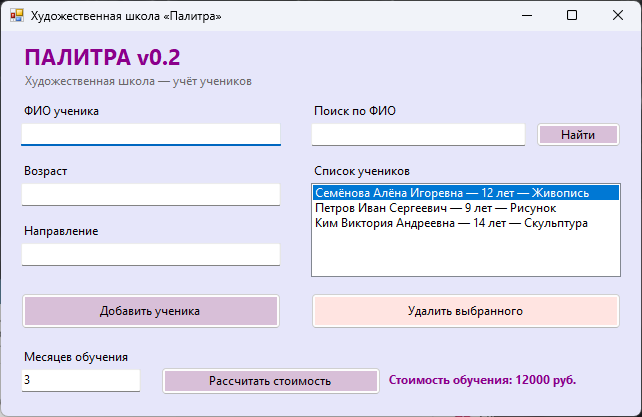 Художественная школа «Палитра»
ПАЛИТРА v0.2
Художественная школа — учёт учеников
ФИО ученика
Поиск по ФИО
Найти
Возраст
Список учеников
Семёнова Алёна Игоревна — 12 лет — Живопись
Петров Иван Сергеевич — 9 лет — Рисунок
Ким Виктория Андреевна — 14 лет — Скульптура
Направление
Добавить ученика
Удалить выбранного
Месяцев обучения
3
Рассчитать стоимость
Стоимость обучения: 12000 руб.